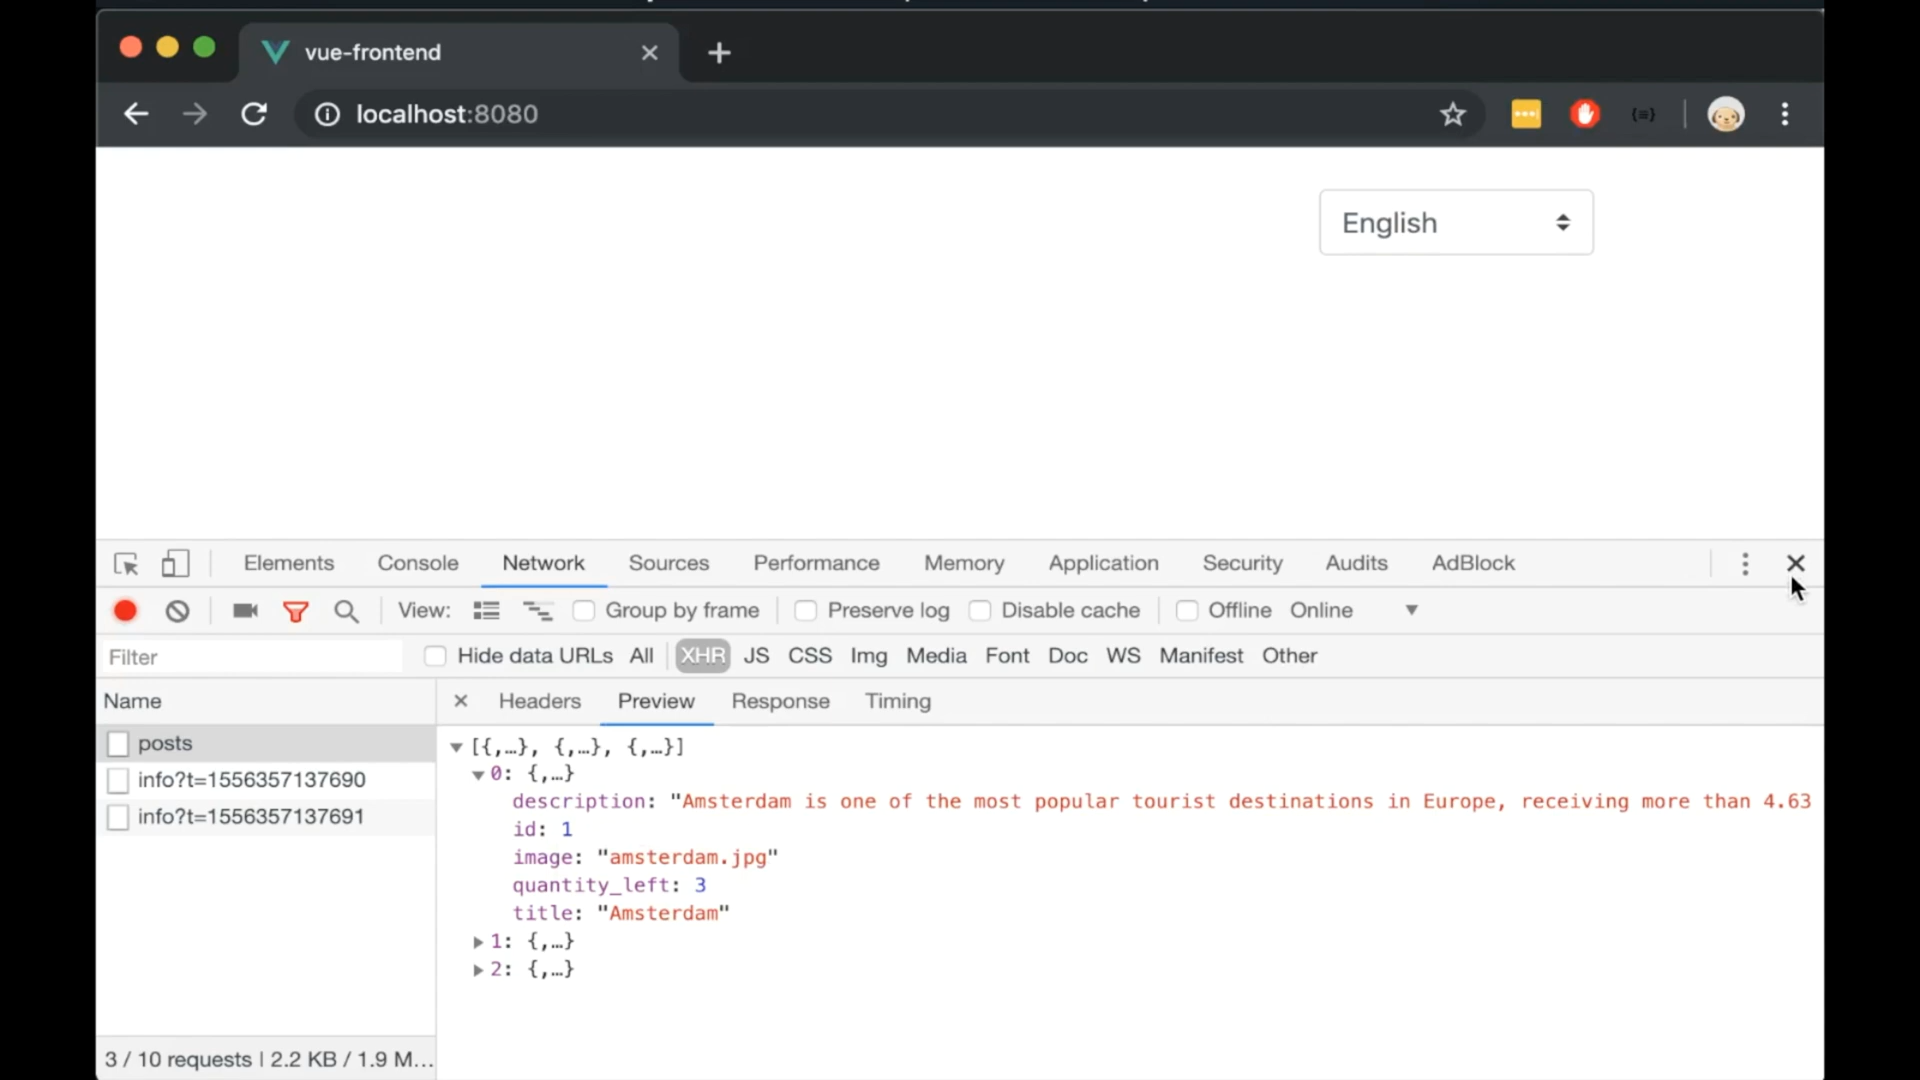 vue-frontend
localhost:8080
English
Elements Console Network Sources Performance Memory Application Security Audits AdBlock
View: Group by frame Preserve log Disable cache Offline Online
Filter Hide data URLs All XHR JS CSS Img Media Font Doc WS Manifest Other
Name Headers Preview Response Timing
posts
info?t=1556357137690
info?t=1556357137691
[{,…}, {,…}, {,…}]
0: {,…}
description: "Amsterdam is one of the most popular tourist destinations in Europe, receiving more than 4.63
id: 1
image: "amsterdam.jpg"
quantity_left: 3
title: "Amsterdam"
1: {,…}
2: {,…}
3 / 10 requests | 2.2 KB / 1.9 M…